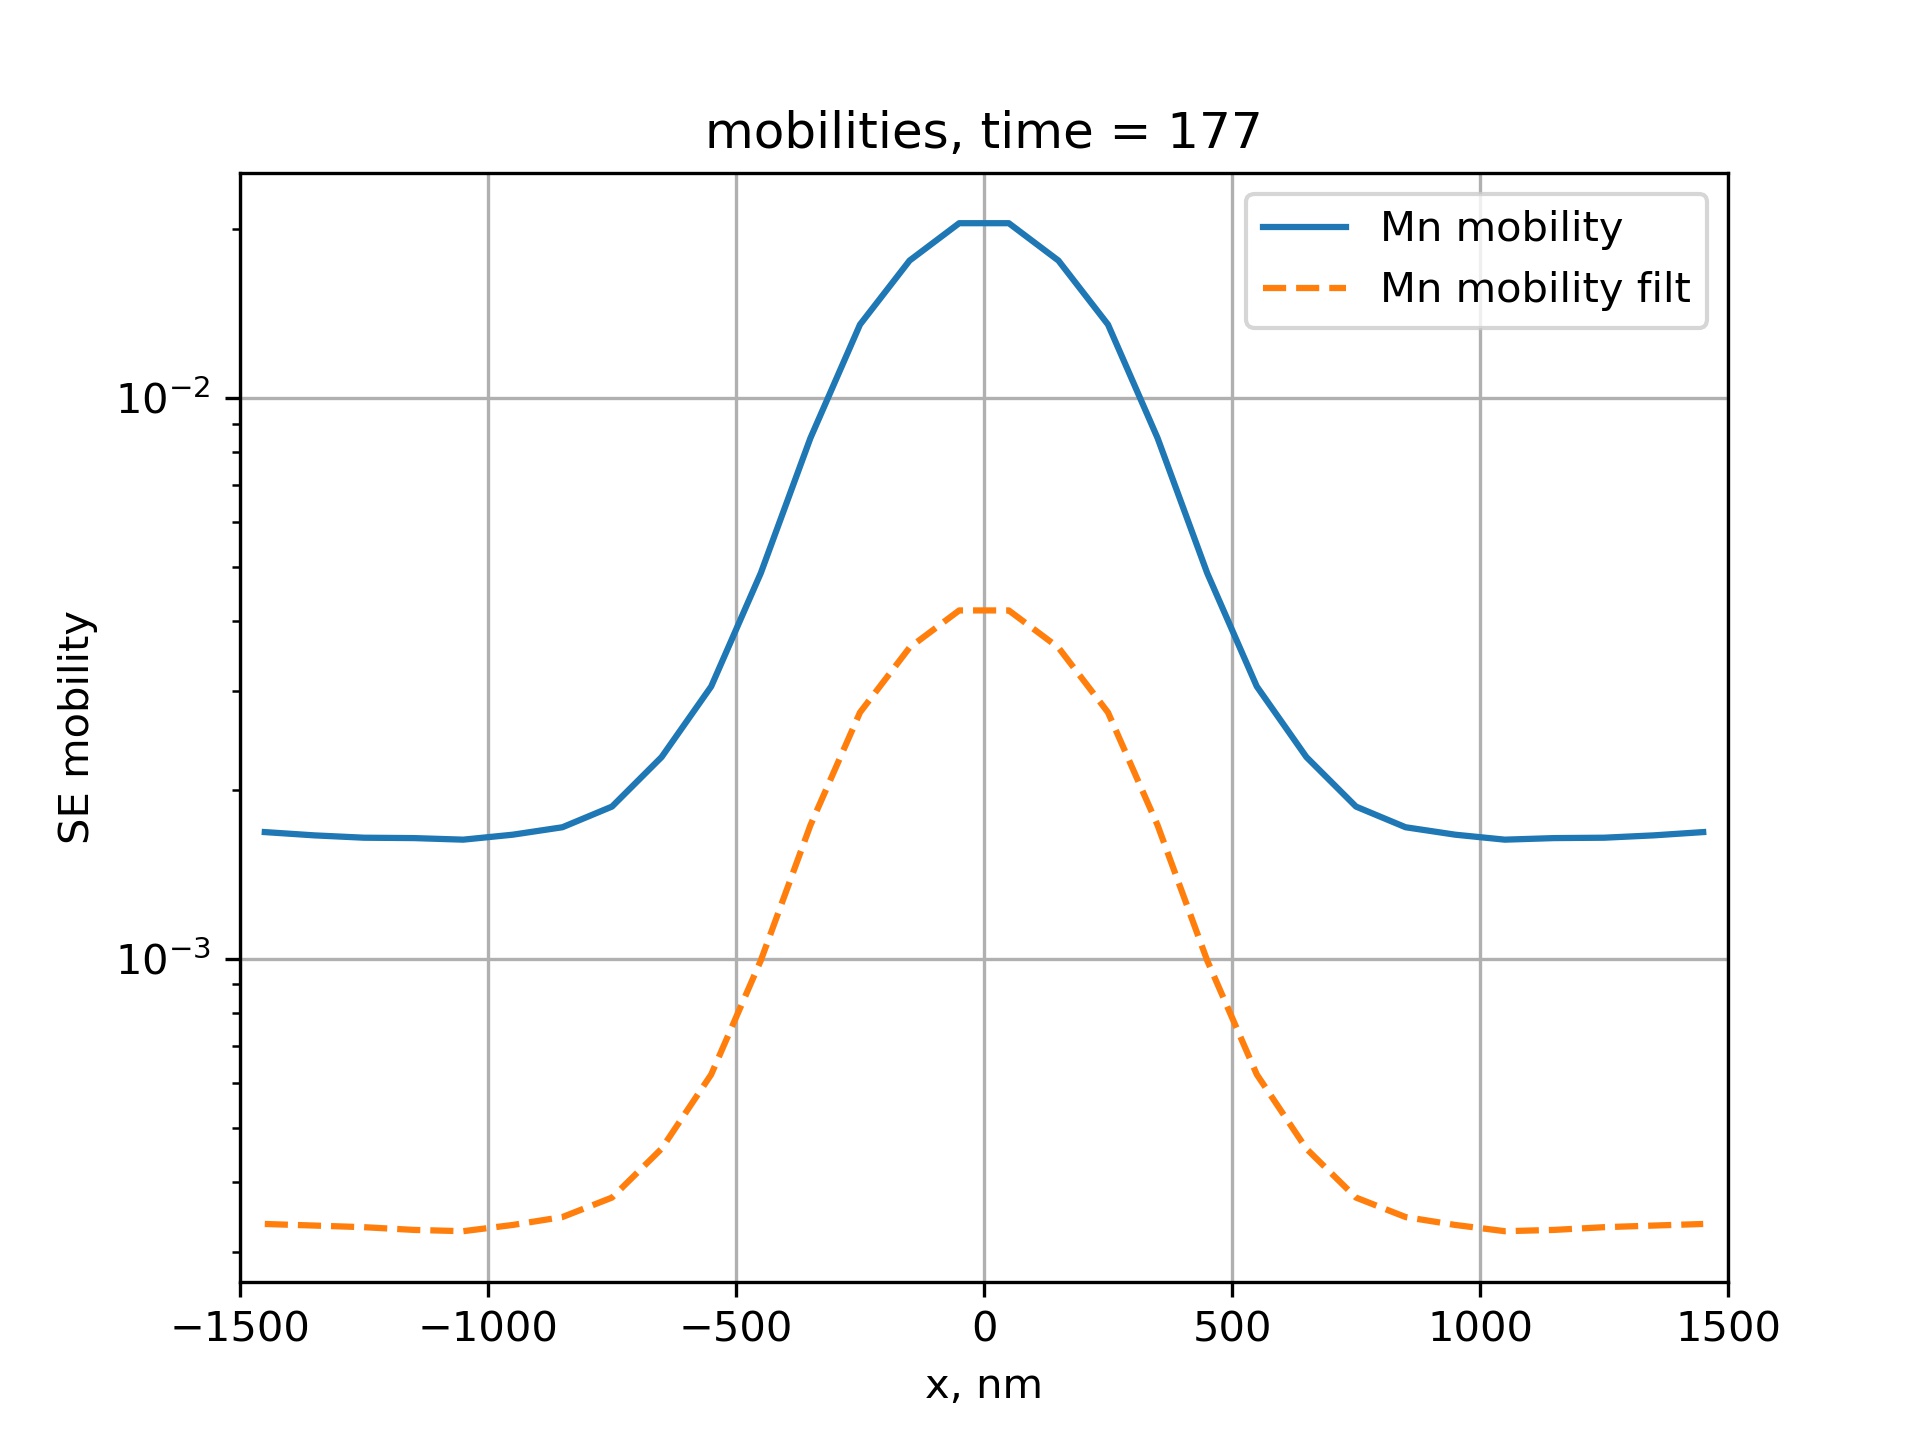 mobilities, time = 177
Mn mobility
Mn mobility filt
10⁻²
10⁻³
SE mobility
−1500 −1000 −500 0 500 1000 1500
x, nm